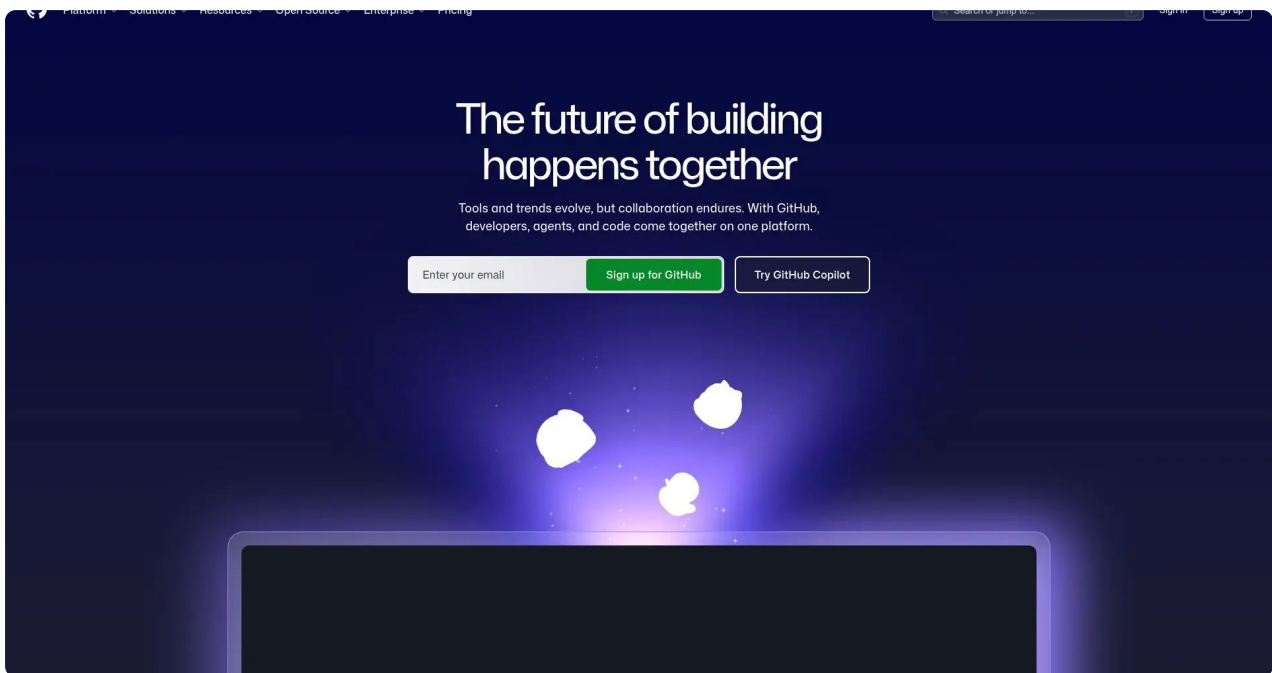 Platform Solutions Resources Open Source Enterprise Pricing
Search or jump to... /
Sign in
Sign up
The future of building
happens together
Tools and trends evolve, but collaboration endures. With GitHub,
developers, agents, and code come together on one platform.
Enter your email
Sign up for GitHub
Try GitHub Copilot